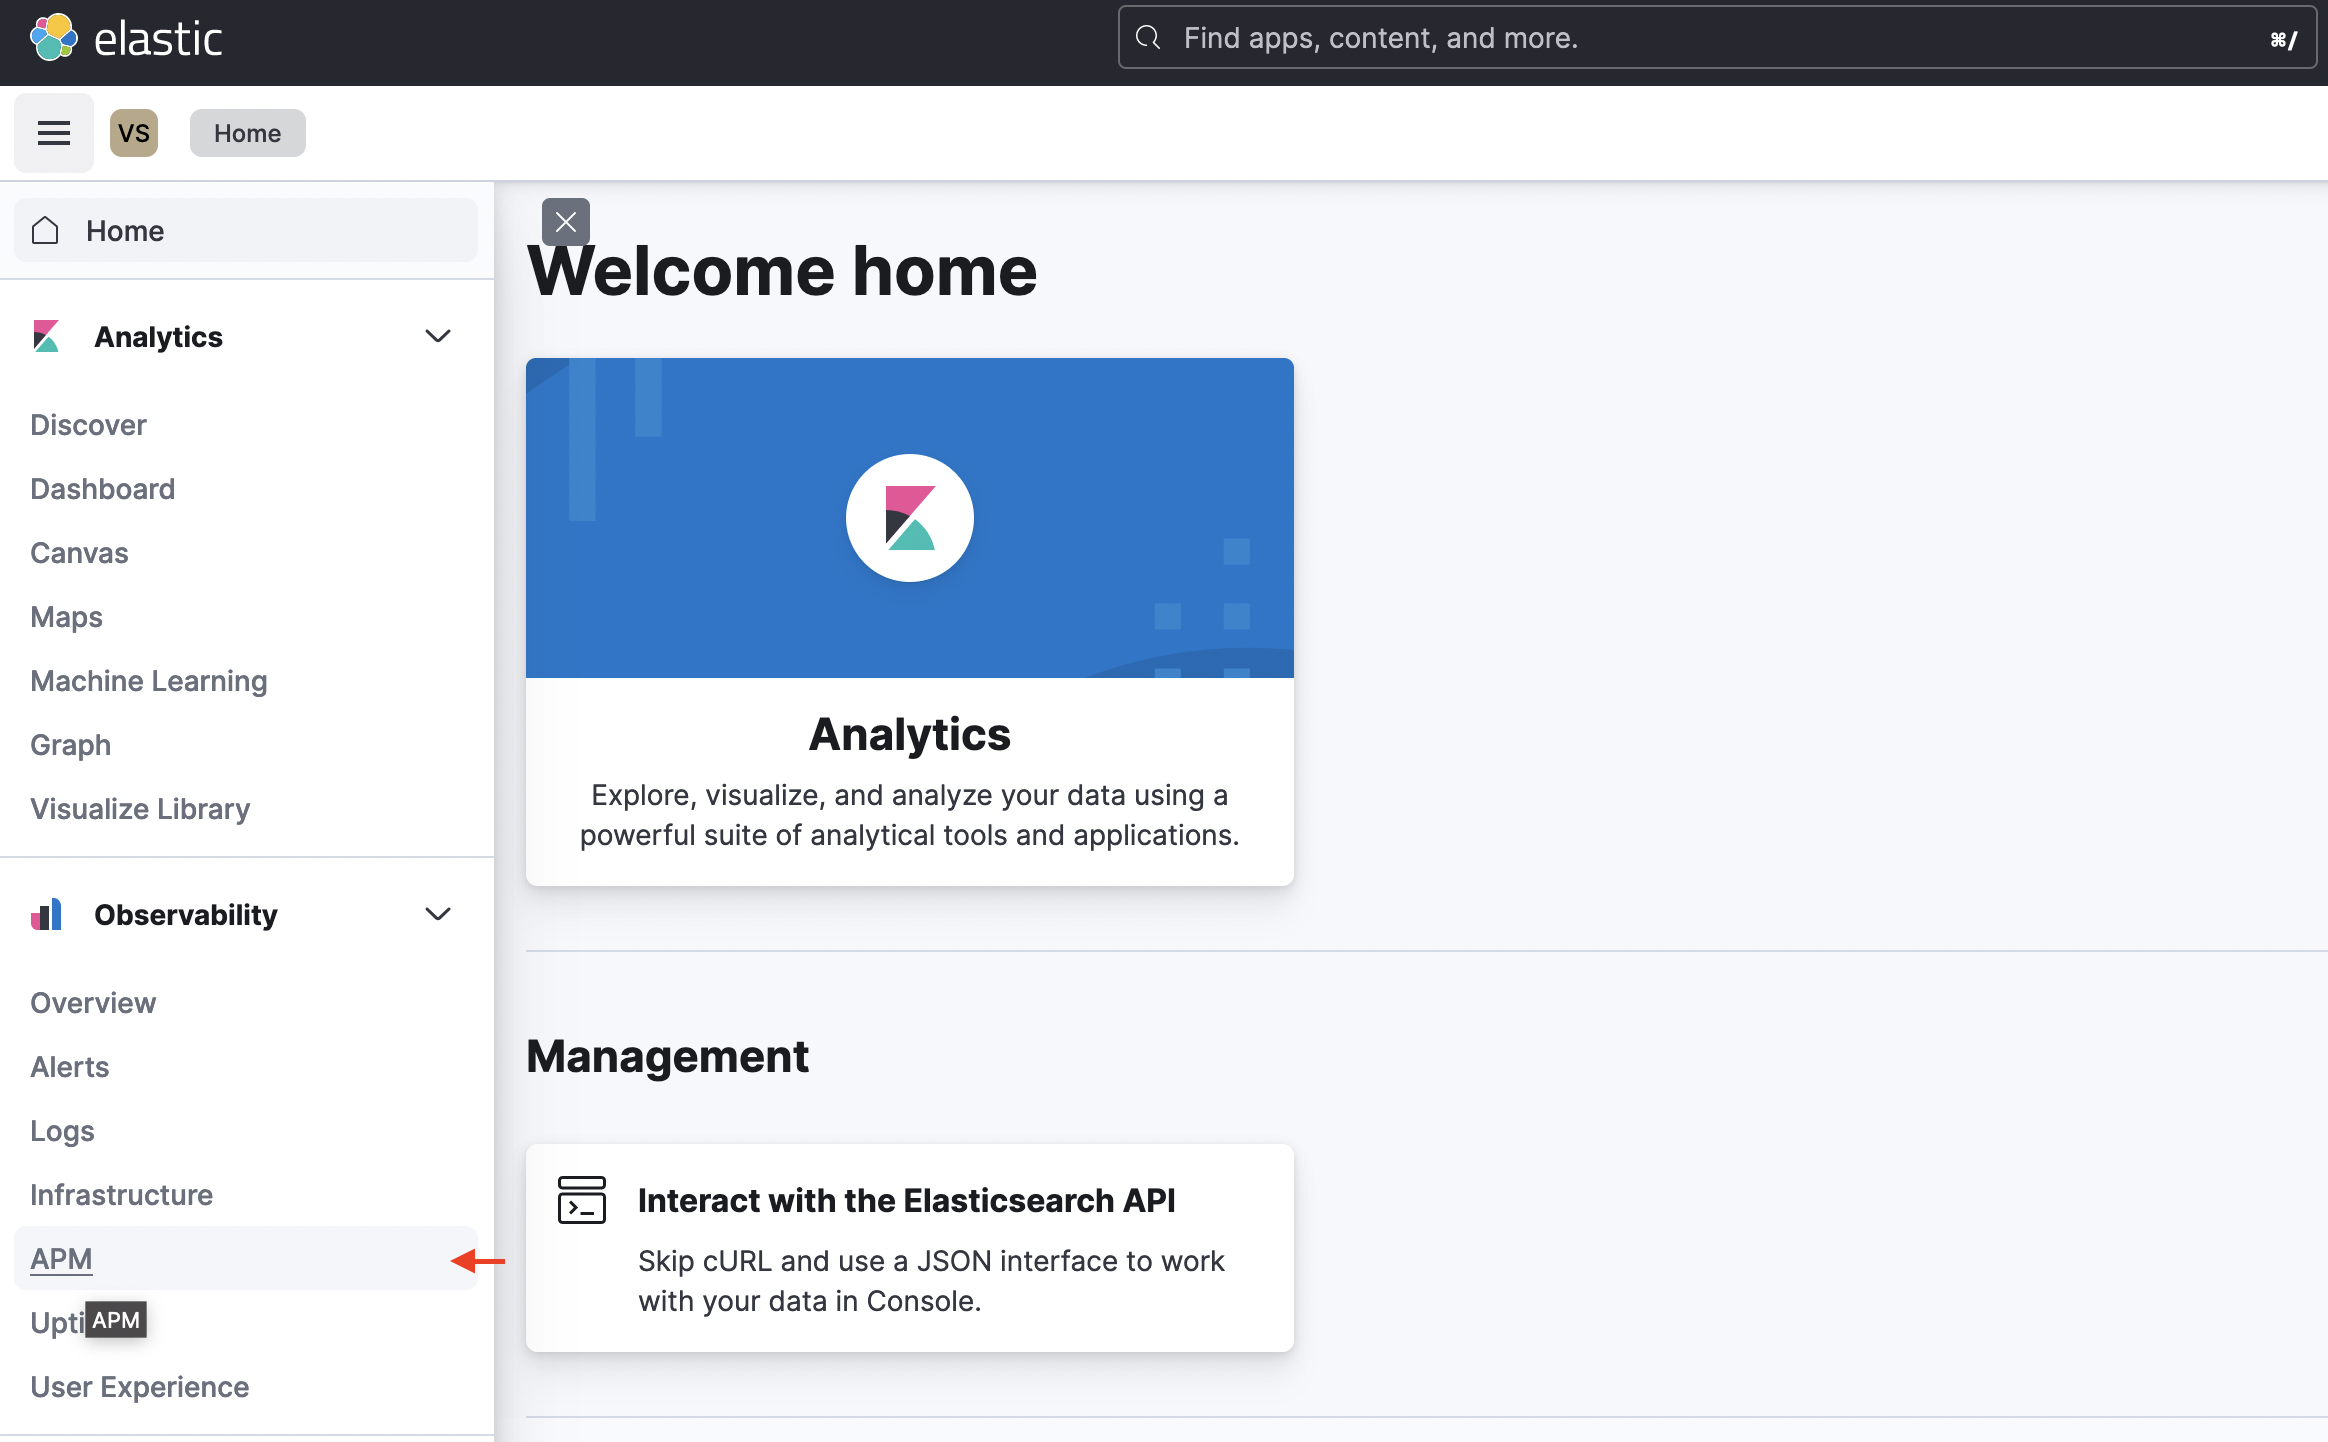 elastic
Find apps, content, and more.
⌘/
VS
Home
Home
Analytics
Discover
Dashboard
Canvas
Maps
Machine Learning
Graph
Visualize Library
Observability
Overview
Alerts
Logs
Infrastructure
APM
Upti
APM
User Experience
Welcome home
Analytics
Explore, visualize, and analyze your data using a
powerful suite of analytical tools and applications.
Management
Interact with the Elasticsearch API
Skip cURL and use a JSON interface to work
with your data in Console.